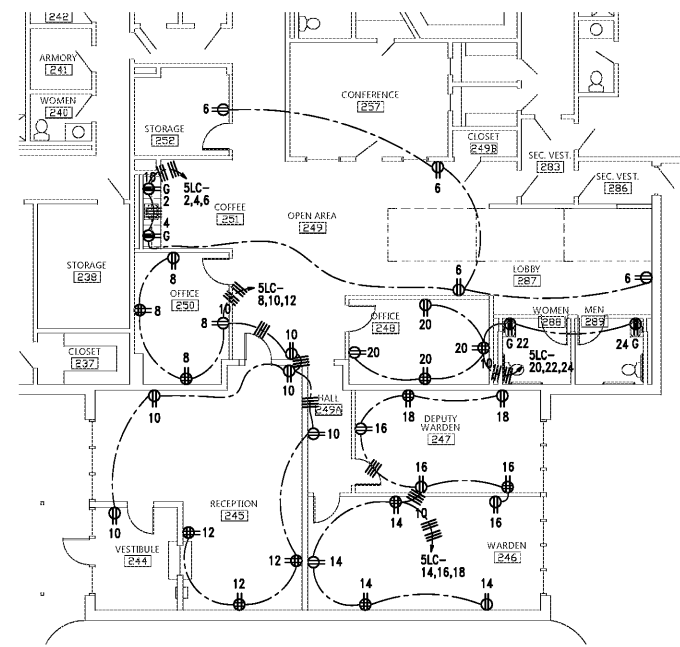 242
ARMORY
241
WOMEN
240
STORAGE
252
6
CONFERENCE
257
CLOSET
249B
SEC. VEST.
283
SEC. VEST.
286
6
10
G
2
5LC-
2,4,6
4
G
COFFEE
251
OPEN AREA
249
STORAGE
238
8
OFFICE
250
5LC-
8,10,12
10
8
8
6
LOBBY
287
6
OFFICE
248
20
WOMEN
288
MEN
289
G 22
24 G
10
20
20
20
10
5LC-
20,22,24
CLOSET
237
8
10
10
HALL
249A
10
18
DEPUTY
WARDEN
247
18
16
16
16
RECEPTION
245
10
VESTIBULE
244
12
12
12
14
10
16
5LC-
14,16,18
WARDEN
246
14
14
14